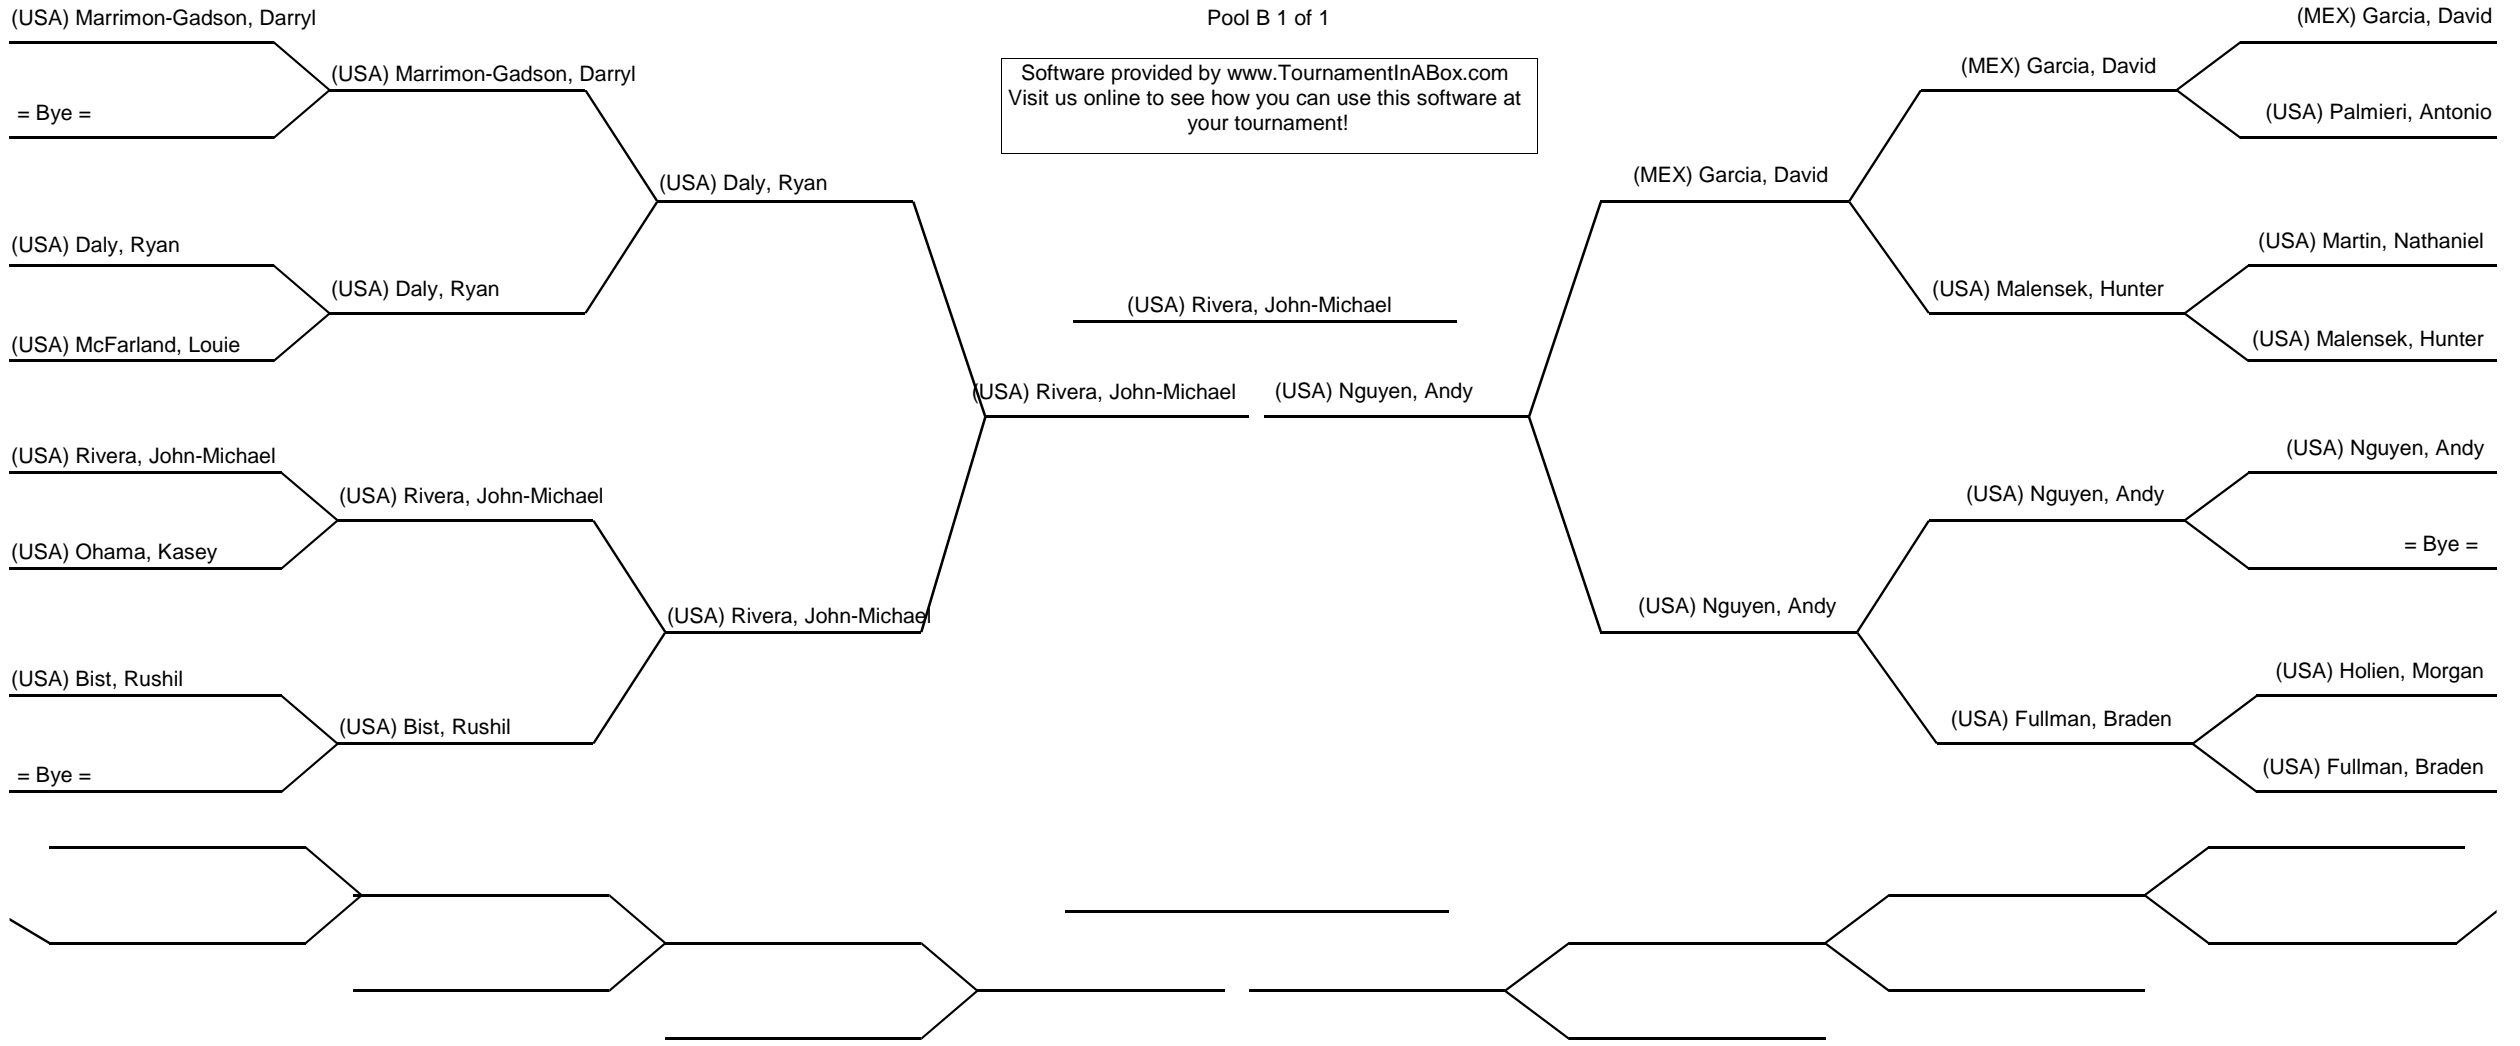 (USA) Marrimon-Gadson, Darryl
Pool B 1 of 1
(MEX) Garcia, David
(USA) Marrimon-Gadson, Darryl
Software provided by www.TournamentInABox.com
Visit us online to see how you can use this software at
your tournament!
(MEX) Garcia, David
= Bye =
(USA) Palmieri, Antonio
(USA) Daly, Ryan
(MEX) Garcia, David
(USA) Daly, Ryan
(USA) Martin, Nathaniel
(USA) Daly, Ryan
(USA) Rivera, John-Michael
(USA) Malensek, Hunter
(USA) McFarland, Louie
(USA) Malensek, Hunter
(USA) Rivera, John-Michael
(USA) Nguyen, Andy
(USA) Rivera, John-Michael
(USA) Nguyen, Andy
(USA) Rivera, John-Michael
(USA) Nguyen, Andy
(USA) Ohama, Kasey
= Bye =
(USA) Rivera, John-Michael
(USA) Nguyen, Andy
(USA) Bist, Rushil
(USA) Holien, Morgan
(USA) Bist, Rushil
(USA) Fullman, Braden
= Bye =
(USA) Fullman, Braden